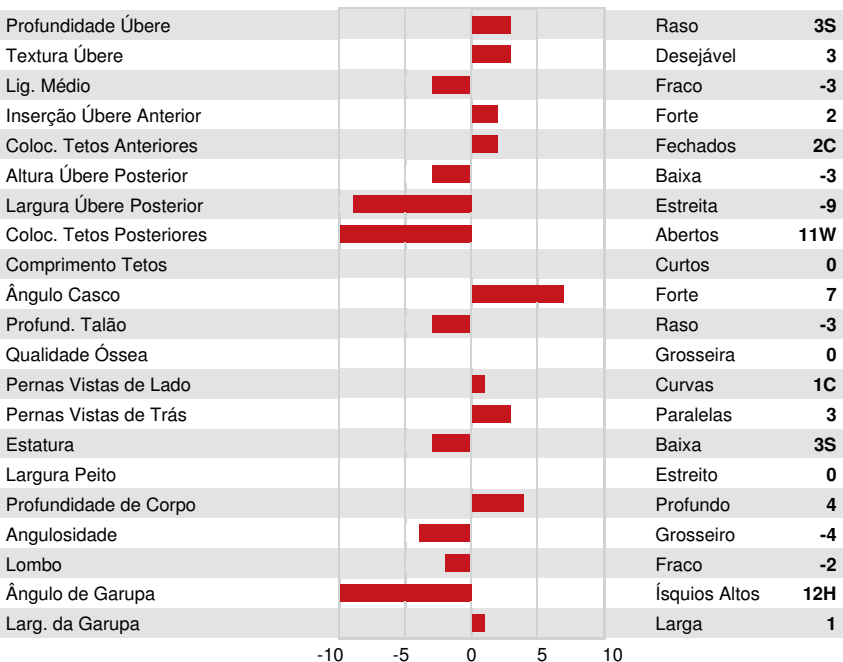 Profundidade Úbere Raso 3S
Textura Úbere Desejável 3
Lig. Médio Fraco -3
Inserção Úbere Anterior Forte 2
Coloc. Tetos Anteriores Fechados 2C
Altura Úbere Posterior Baixa -3
Largura Úbere Posterior Estreita -9
Coloc. Tetos Posteriores Abertos 11W
Comprimento Tetos Curtos 0
Ângulo Casco Forte 7
Profund. Talão Raso -3
Qualidade Óssea Grosseira 0
Pernas Vistas de Lado Curvas 1C
Pernas Vistas de Trás Paralelas 3
Estatura Baixa 3S
Largura Peito Estreito 0
Profundidade de Corpo Profundo 4
Angulosidade Grosseiro -4
Lombo Fraco -2
Ângulo de Garupa Ísquios Altos 12H
Larg. da Garupa Larga 1
-10 -5 0 5 10